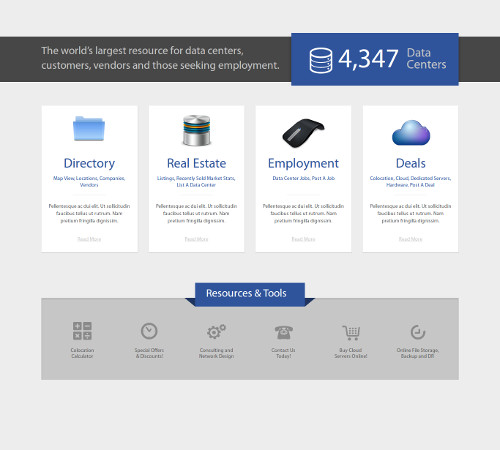 The world's largest resource for data centers,
customers, vendors and those seeking employment.
4,347 Data
Centers
Directory
Map View, Locations, Companies,
Vendors
Pellentesque ac dui elit. Ut sollicitudin
faucibus tellus ut rutrum. Nam
pretium fringilla dignissim.
Read More
Real Estate
Listings, Recently Sold Market Stats,
List A Data Center
Pellentesque ac dui elit. Ut sollicitudin
faucibus tellus ut rutrum. Nam
pretium fringilla dignissim.
Read More
Employment
Data Center Jobs, Post A Job
Pellentesque ac dui elit. Ut sollicitudin
faucibus tellus ut rutrum. Nam
pretium fringilla dignissim.
Read More
Deals
Colocation, Cloud, Dedicated Servers,
Hardware, Post A Deal
Pellentesque ac dui elit. Ut sollicitudin
faucibus tellus ut rutrum. Nam
pretium fringilla dignissim.
Read More
Resources & Tools
Colocation
Calculator
Special Offers
& Discounts!
Consulting and
Network Design
Contact Us
Today!
Buy Cloud
Servers Online!
Online File Storage,
Backup and DR